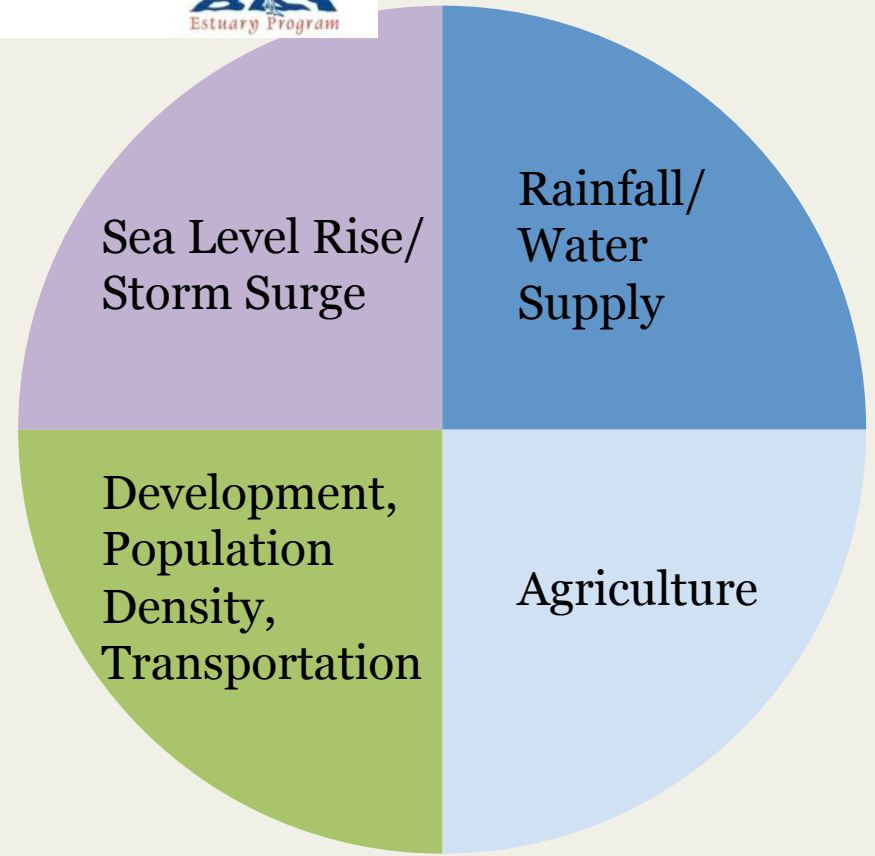 Estuary Program
Sea Level Rise/
Storm Surge
Rainfall/
Water
Supply
Development,
Population
Density,
Transportation
Agriculture